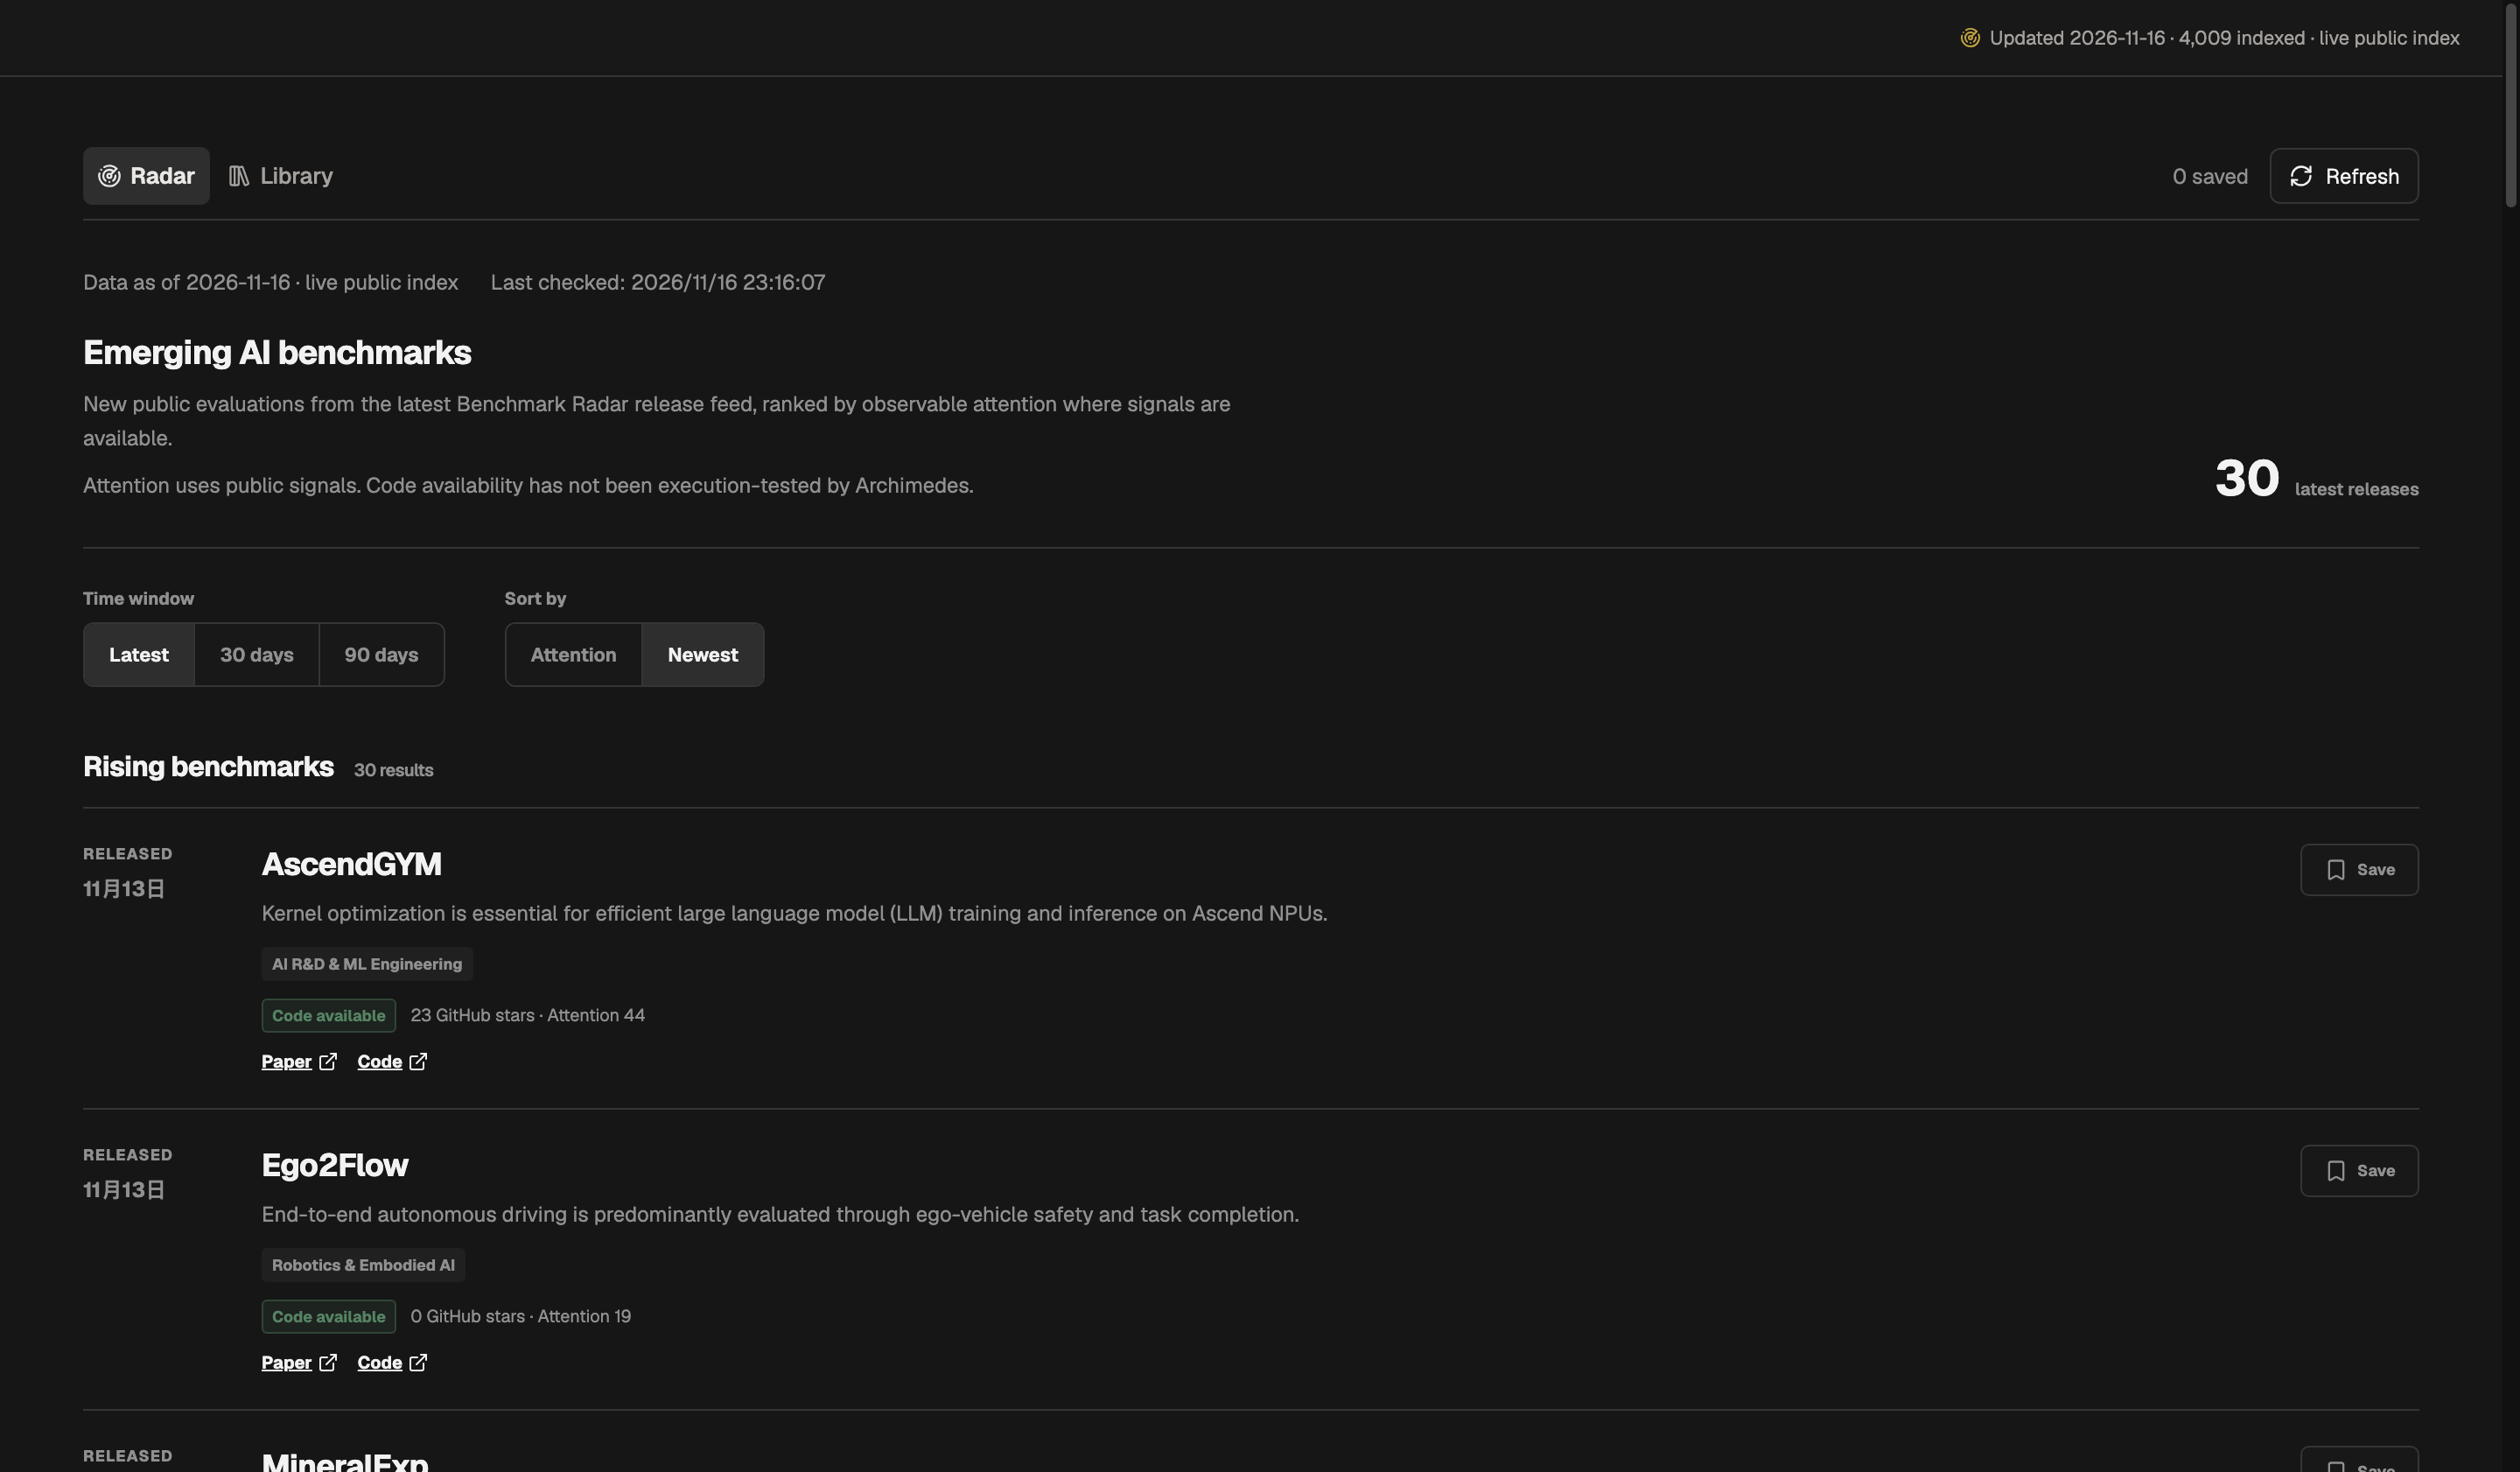 Updated 2026-11-16 · 4,009 indexed · live public index
Radar
Library
0 saved
Refresh
Data as of 2026-11-16 · live public index
Last checked: 2026/11/16 23:16:07
Emerging AI benchmarks
New public evaluations from the latest Benchmark Radar release feed, ranked by observable attention where signals are
available.
Attention uses public signals. Code availability has not been execution-tested by Archimedes.
30 latest releases
Time window
Sort by
Latest
30 days
90 days
Attention
Newest
Rising benchmarks 30 results
RELEASED
11月13日
AscendGYM
Save
Kernel optimization is essential for efficient large language model (LLM) training and inference on Ascend NPUs.
AI R&D & ML Engineering
Code available 23 GitHub stars · Attention 44
Paper Code
RELEASED
11月13日
Ego2Flow
Save
End-to-end autonomous driving is predominantly evaluated through ego-vehicle safety and task completion.
Robotics & Embodied AI
Code available 0 GitHub stars · Attention 19
Paper Code
RELEASED
MineralExp
Save